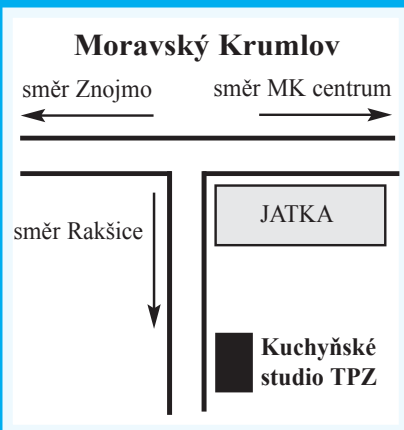 Moravský Krumlov
směr Znojmo
směr MK centrum
směr Rakšice
JATKA
Kuchyňské
studio TPZ